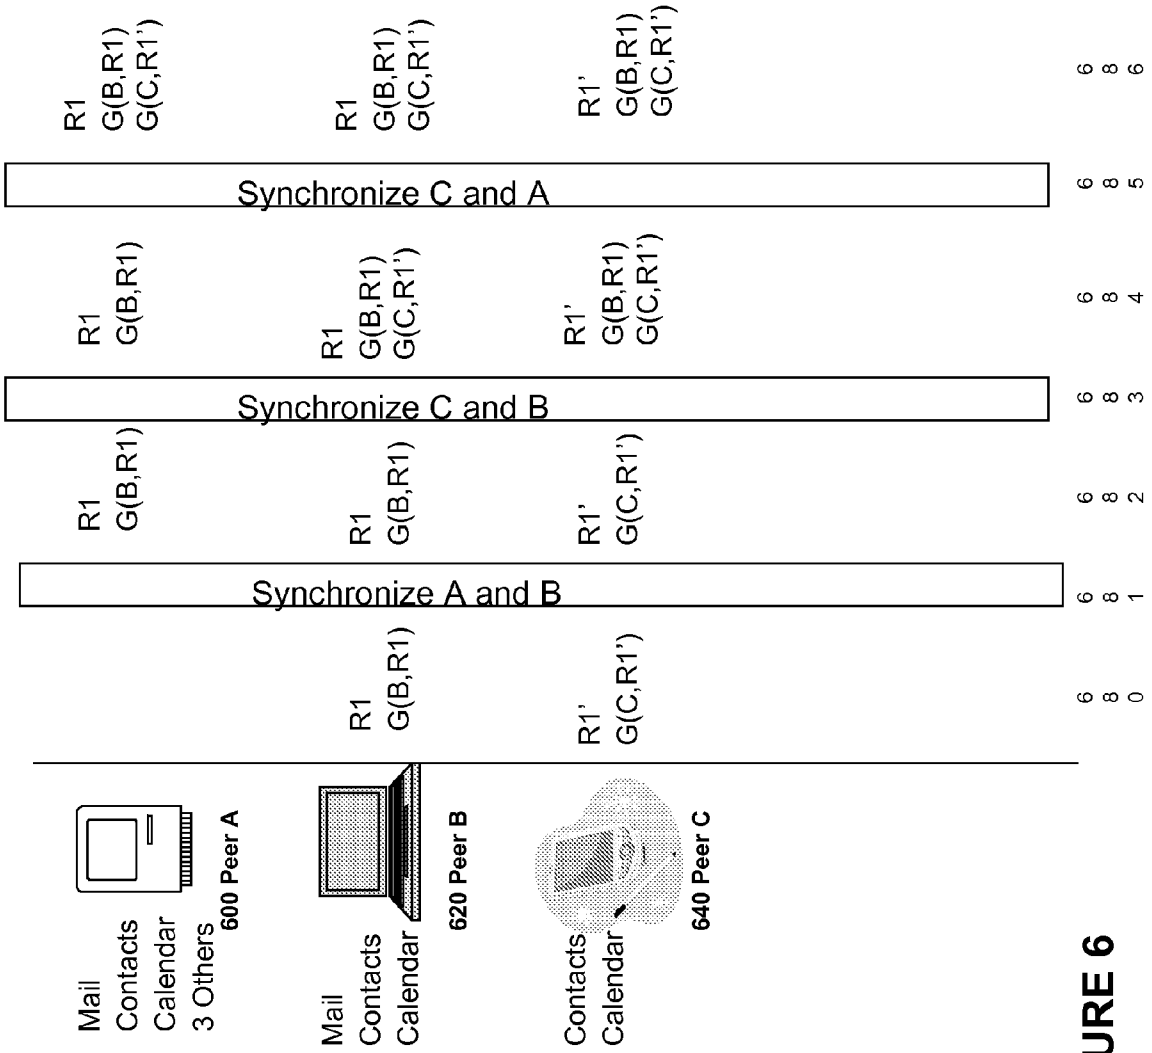 Mail
Contacts
Calendar
3 Others
600 Peer A
R1
G(B,R1)
R1
G(B,R1)
R1
G(B,R1)
G(C,R1')
Mail
Contacts
Calendar
620 Peer B
R1
G(B,R1)
R1
G(B,R1)
R1
G(B,R1)
G(C,R1')
R1
G(B,R1)
G(C,R1')
Contacts
Calendar
640 Peer C
R1'
G(C,R1')
R1'
G(C,R1')
R1'
G(B,R1)
G(C,R1')
R1'
G(B,R1)
G(C,R1')
Synchronize A and B
Synchronize C and B
Synchronize C and A
680
681
682
683
684
685
686
URE 6